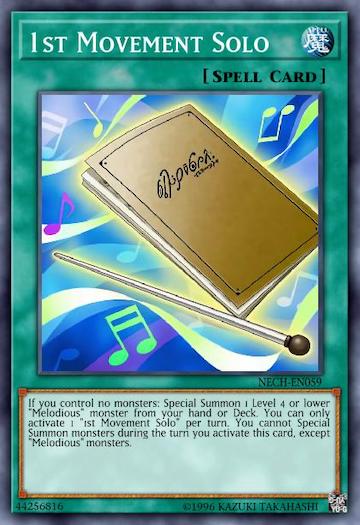 1st Movement Solo
魔
[ Spell Card ]
NECH-EN059
If you control no monsters: Special Summon 1 Level 4 or lower
"Melodious" monster from your hand or Deck. You can only
activate 1 "1st Movement Solo" per turn. You cannot Special
Summon monsters during the turn you activate this card, except
"Melodious" monsters.
44256816
©1996 KAZUKI TAKAHASHI